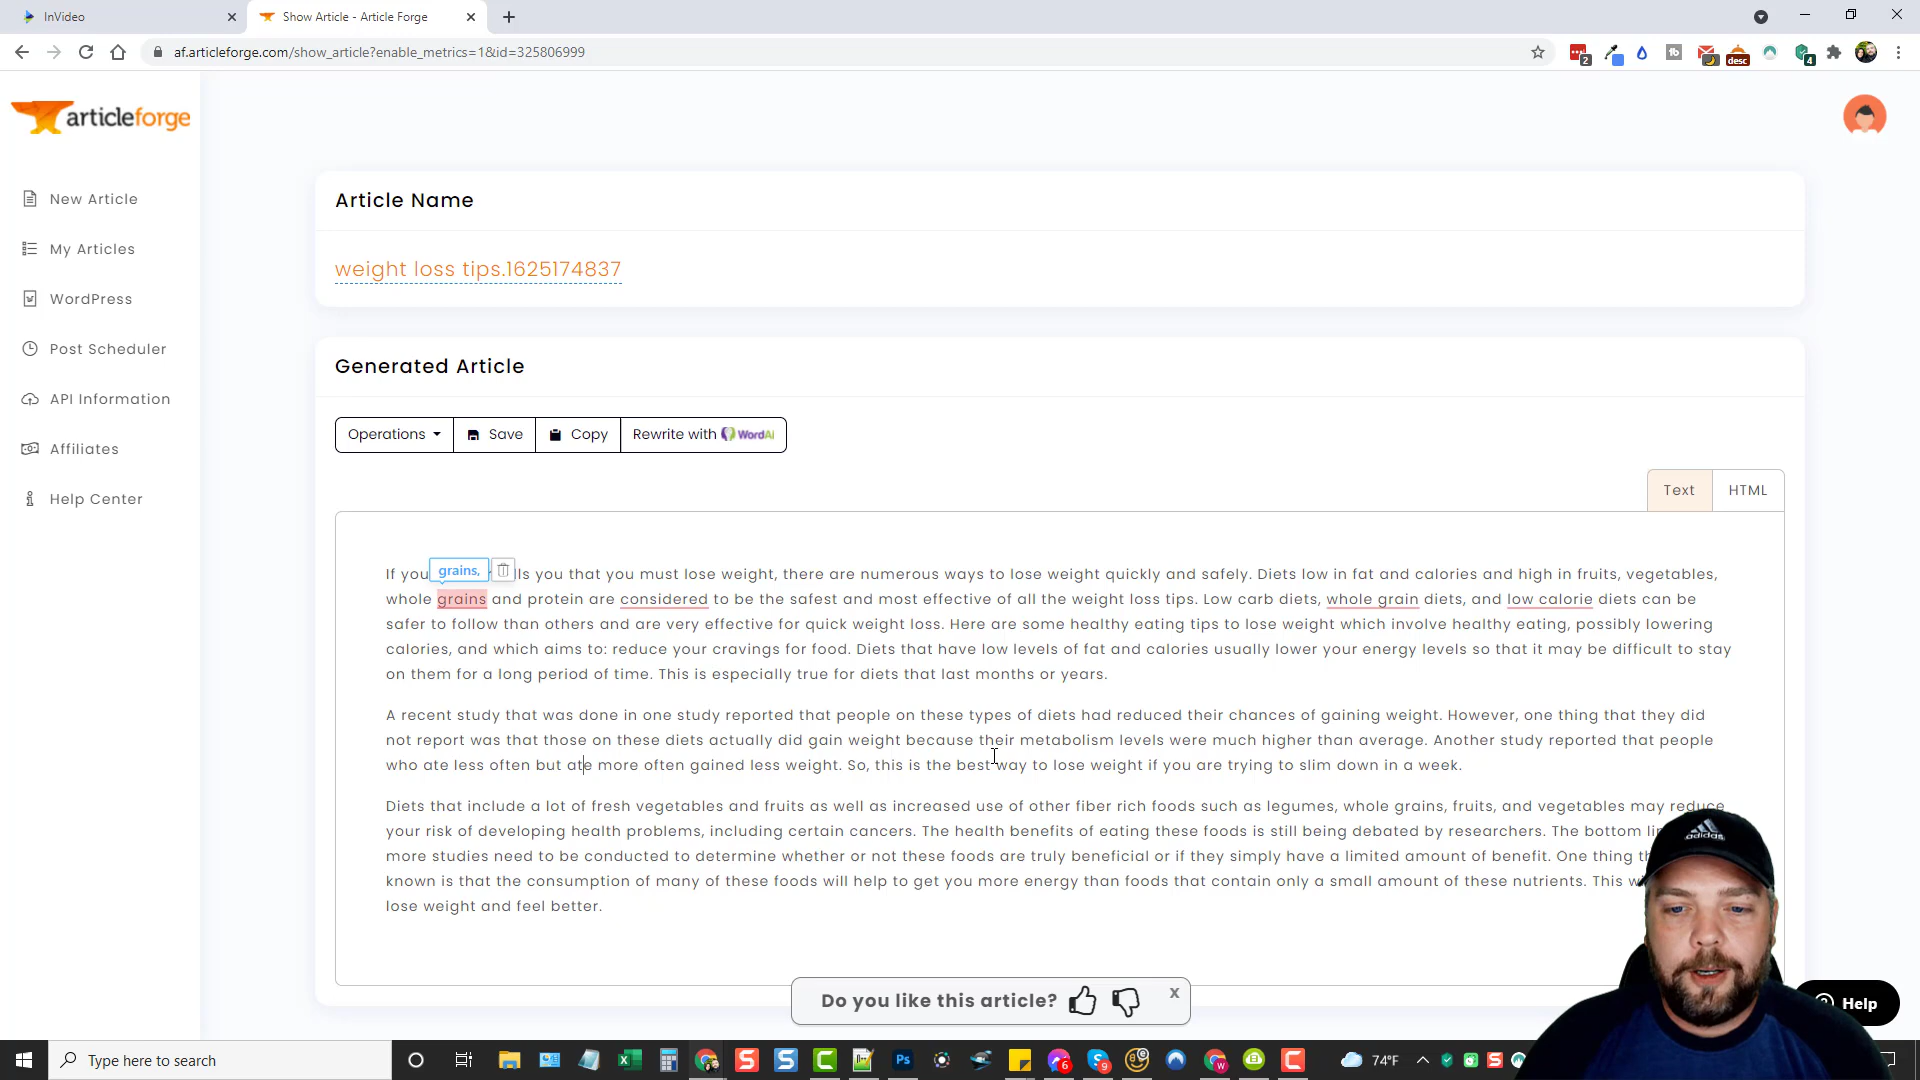 InVideo
Show Article - Article Forge
af.articleforge.com/show_article?enable_metrics=1&id=325806999
2
desc
4
articleforge
New Article
My Articles
WordPress
Post Scheduler
API Information
Affiliates
Help Center
Article Name
weight loss tips.1625174837
Generated Article
Operations
Save
Copy
Rewrite with WordAi
Text
HTML
grains,
If you lls you that you must lose weight, there are numerous ways to lose weight quickly and safely. Diets low in fat and calories and high in fruits, vegetables,
whole grains and protein are considered to be the safest and most effective of all the weight loss tips. Low carb diets, whole grain diets, and low calorie diets can be
safer to follow than others and are very effective for quick weight loss. Here are some healthy eating tips to lose weight which involve healthy eating, possibly lowering
calories, and which aims to: reduce your cravings for food. Diets that have low levels of fat and calories usually lower your energy levels so that it may be difficult to stay
on them for a long period of time. This is especially true for diets that last months or years.
A recent study that was done in one study reported that people on these types of diets had reduced their chances of gaining weight. However, one thing that they did
not report was that those on these diets actually did gain weight because their metabolism levels were much higher than average. Another study reported that people
who ate less often but ate more often gained less weight. So, this is the best way to lose weight if you are trying to slim down in a week.
Diets that include a lot of fresh vegetables and fruits as well as increased use of other fiber rich foods such as legumes, whole grains, fruits, and vegetables may reduce
your risk of developing health problems, including certain cancers. The health benefits of eating these foods is still being debated by researchers. The bottom
more studies need to be conducted to determine whether or not these foods are truly beneficial or if they simply have a limited amount of benefit. One thing
known is that the consumption of many of these foods will help to get you more energy than foods that contain only a small amount of these nutrients. This
lose weight and feel better.
Do you like this article?
x
Help
adidas
Type here to search
74°F